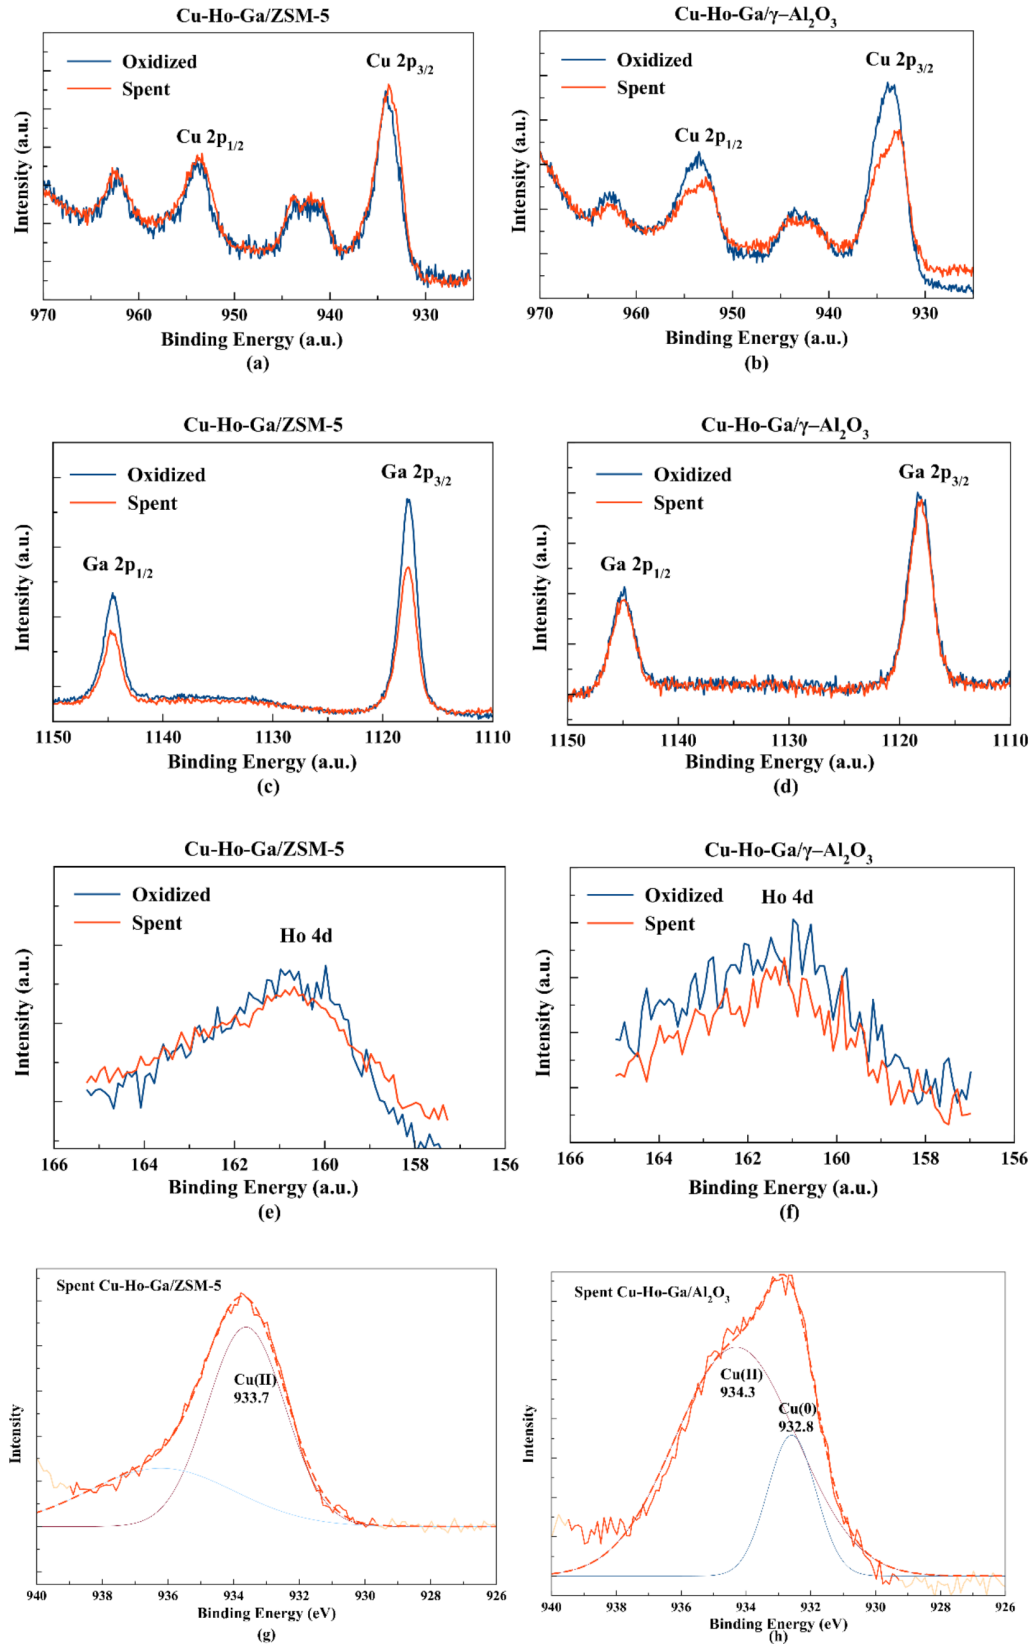 Cu-Ho-Ga/ZSM-5
Oxidized
Spent
Cu 2p3/2
Cu 2p1/2
Intensity (a.u.)
970 960 950 940 930
Binding Energy (a.u.)
(a)
Cu-Ho-Ga/γ–Al2O3
Oxidized
Spent
Cu 2p3/2
Cu 2p1/2
Intensity (a.u.)
970 960 950 940 930
Binding Energy (a.u.)
(b)
Cu-Ho-Ga/ZSM-5
Oxidized
Spent
Ga 2p3/2
Ga 2p1/2
Intensity (a.u.)
1150 1140 1130 1120 1110
Binding Energy (a.u.)
(c)
Cu-Ho-Ga/γ–Al2O3
Oxidized
Spent
Ga 2p3/2
Ga 2p1/2
Intensity (a.u.)
1150 1140 1130 1120 1110
Binding Energy (a.u.)
(d)
Cu-Ho-Ga/ZSM-5
Oxidized
Spent
Ho 4d
Intensity (a.u.)
166 164 162 160 158 156
Binding Energy (a.u.)
(e)
Cu-Ho-Ga/γ–Al2O3
Oxidized
Spent
Ho 4d
Intensity (a.u.)
166 164 162 160 158 156
Binding Energy (a.u.)
(f)
Spent Cu-Ho-Ga/ZSM-5
Cu(II)
933.7
Intensity
940 938 935 934 932 930 928 926
Binding Energy (eV)
(g)
Spent Cu-Ho-Ga/Al2O3
Cu(II)
934.3
Cu(0)
932.8
Intensity
940 938 936 934 932 930 928 926
Binding Energy (eV)
(h)